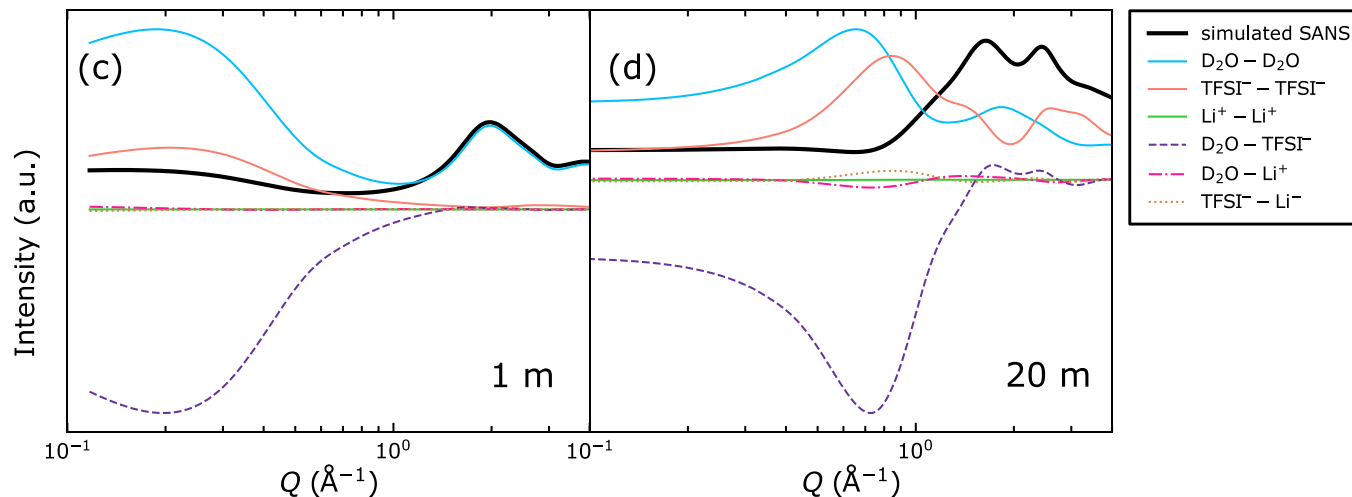 (c)
(d)
simulated SANS
D₂O − D₂O
TFSI⁻ − TFSI⁻
Li⁺ − Li⁺
D₂O − TFSI⁻
D₂O − Li⁺
TFSI⁻ − Li⁻
Intensity (a.u.)
1 m
20 m
10⁻¹
10⁰
10⁻¹
10⁰
Q (Å⁻¹)
Q (Å⁻¹)